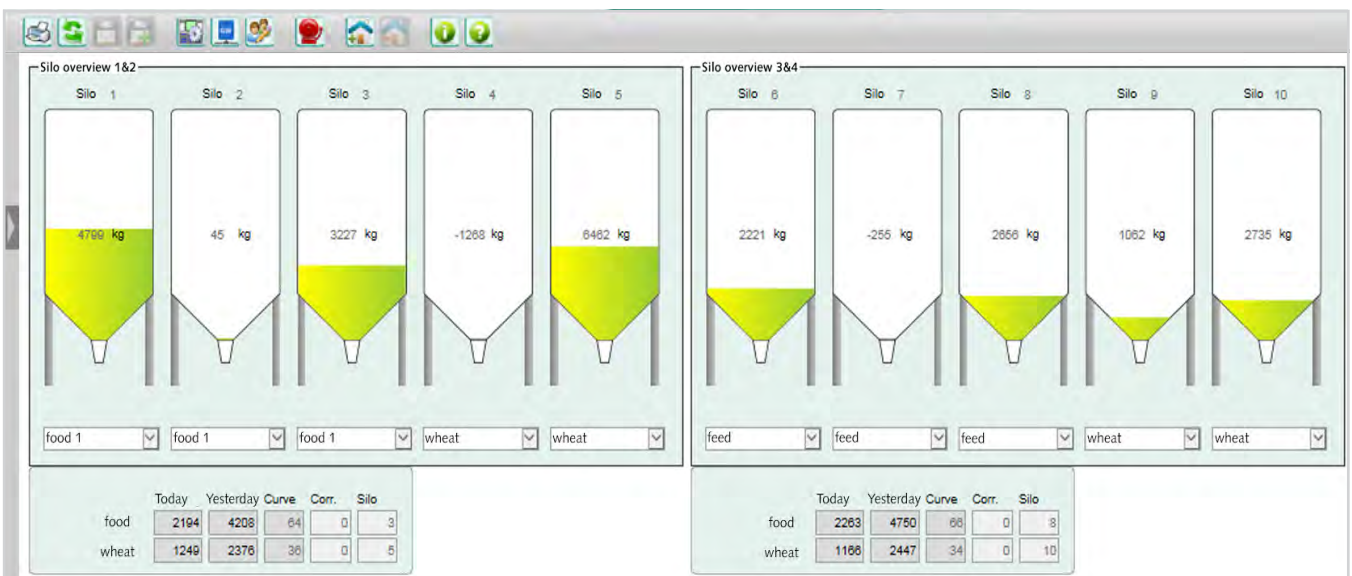 Silo overview 1&2
Silo 1 Silo 2 Silo 3 Silo 4 Silo 5
4799 kg 45 kg 3227 kg -1268 kg 6462 kg
food 1 food 1 food 1 wheat wheat
Today Yesterday Curve Corr. Silo
food 2194 4208 64 0 3
wheat 1249 2376 36 0 5
Silo overview 3&4
Silo 6 Silo 7 Silo 8 Silo 9 Silo 10
2221 kg -255 kg 2656 kg 1062 kg 2735 kg
feed feed feed wheat wheat
Today Yesterday Curve Corr. Silo
food 2263 4750 66 0 8
wheat 1166 2447 34 0 10